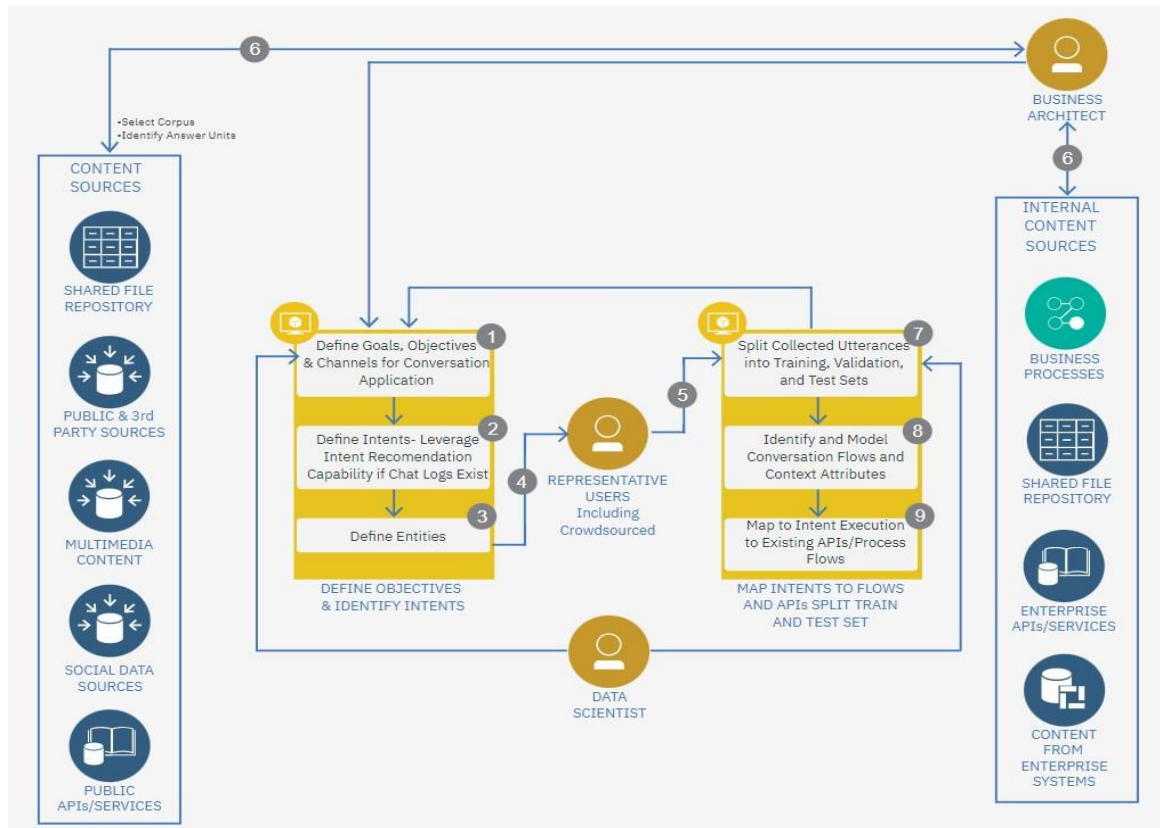 6
BUSINESS
ARCHITECT
•Select Corpus
•Identify Answer Units
6
CONTENT
SOURCES
SHARED FILE
REPOSITORY
PUBLIC & 3rd
PARTY SOURCES
MULTIMEDIA
CONTENT
SOCIAL DATA
SOURCES
PUBLIC
APIs/SERVICES
1
Define Goals, Objectives
& Channels for Conversation
Application
2
Define Intents- Leverage
Intent Recomendation
Capability if Chat Logs Exist
3
Define Entities
DEFINE OBJECTIVES
& IDENTIFY INTENTS
4
REPRESENTATIVE
USERS
Including
Crowdsourced
5
7
Split Collected Utterances
into Training, Validation,
and Test Sets
8
Identify and Model
Conversation Flows and
Context Attributes
9
Map to Intent Execution
to Existing APIs/Process
Flows
MAP INTENTS TO FLOWS
AND APIs SPLIT TRAIN
AND TEST SET
DATA
SCIENTIST
INTERNAL
CONTENT
SOURCES
BUSINESS
PROCESSES
SHARED FILE
REPOSITORY
ENTERPRISE
APIs/SERVICES
CONTENT
FROM
ENTERPRISE
SYSTEMS